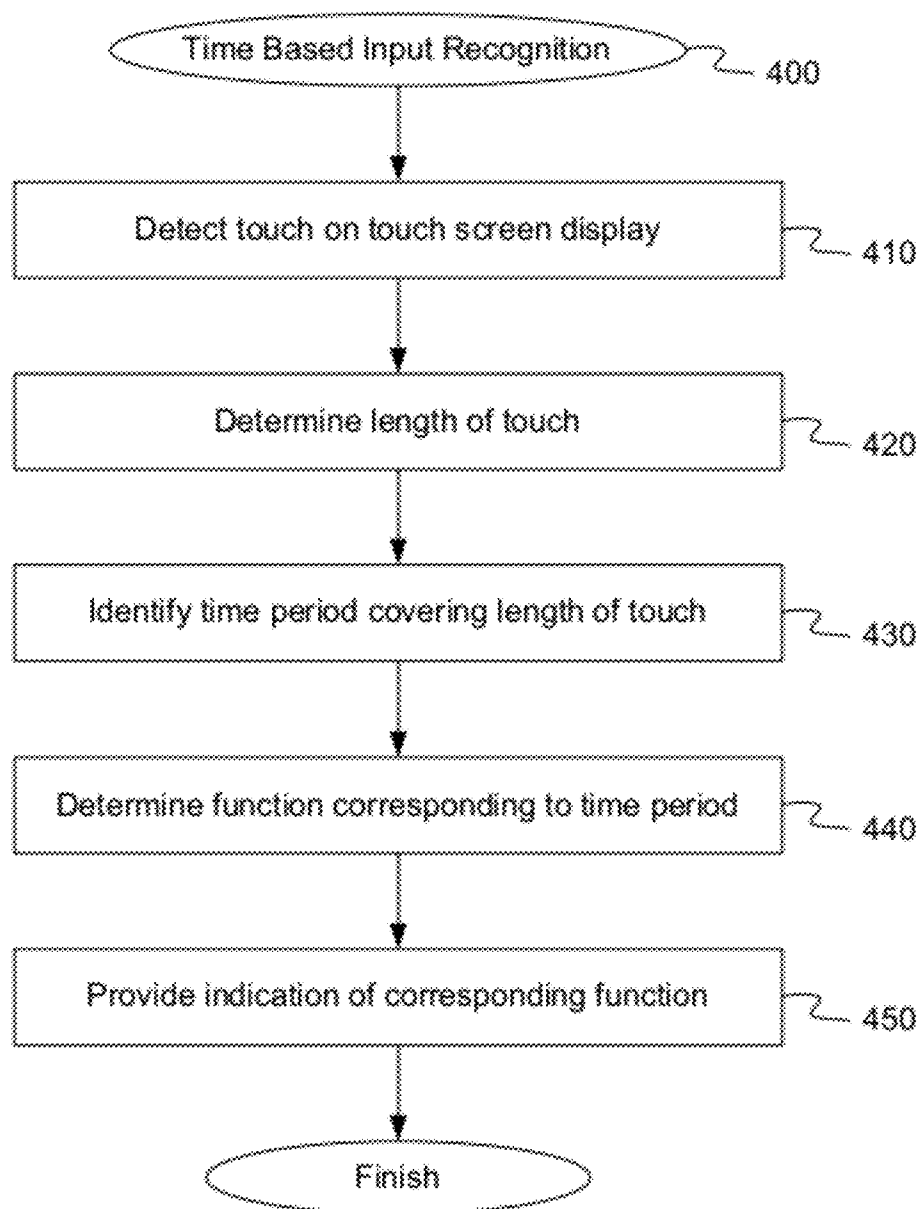 Time Based Input Recognition
400
Detect touch on touch screen display
410
Determine length of touch
420
Identify time period covering length of touch
430
Determine function corresponding to time period
440
Provide indication of corresponding function
450
Finish